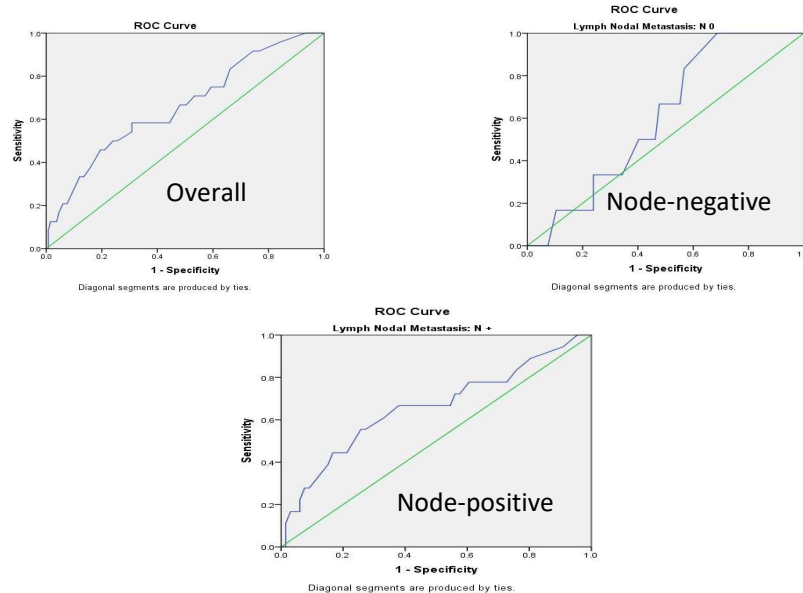 ROC Curve
1.0
0.8
0.6
0.4
0.2
0.0
Sensitivity
Overall
0.0 0.2 0.4 0.6 0.8 1.0
1 - Specificity
Diagonal segments are produced by ties.
ROC Curve
Lymph Nodal Metastasis: N 0
1.0
0.8
0.6
0.4
0.2
0.0
Sensitivity
Node-negative
0.0 0.2 0.4 0.6 0.8 1.0
1 - Specificity
Diagonal segments are produced by ties.
ROC Curve
Lymph Nodal Metastasis: N +
1.0
0.8
0.6
0.4
0.2
0.0
Sensitivity
Node-positive
0.0 0.2 0.4 0.6 0.8 1.0
1 - Specificity
Diagonal segments are produced by ties.